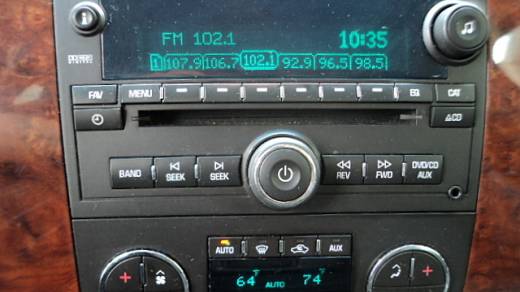 FM 102.1 10:35
1 107.9 106.7 102.1 92.9 96.5 98.5
FAV MENU EQ CAT
CD
BAND SEEK SEEK REV FWD DVD/CD AUX
AUTO AUX
64° AUTO 74°